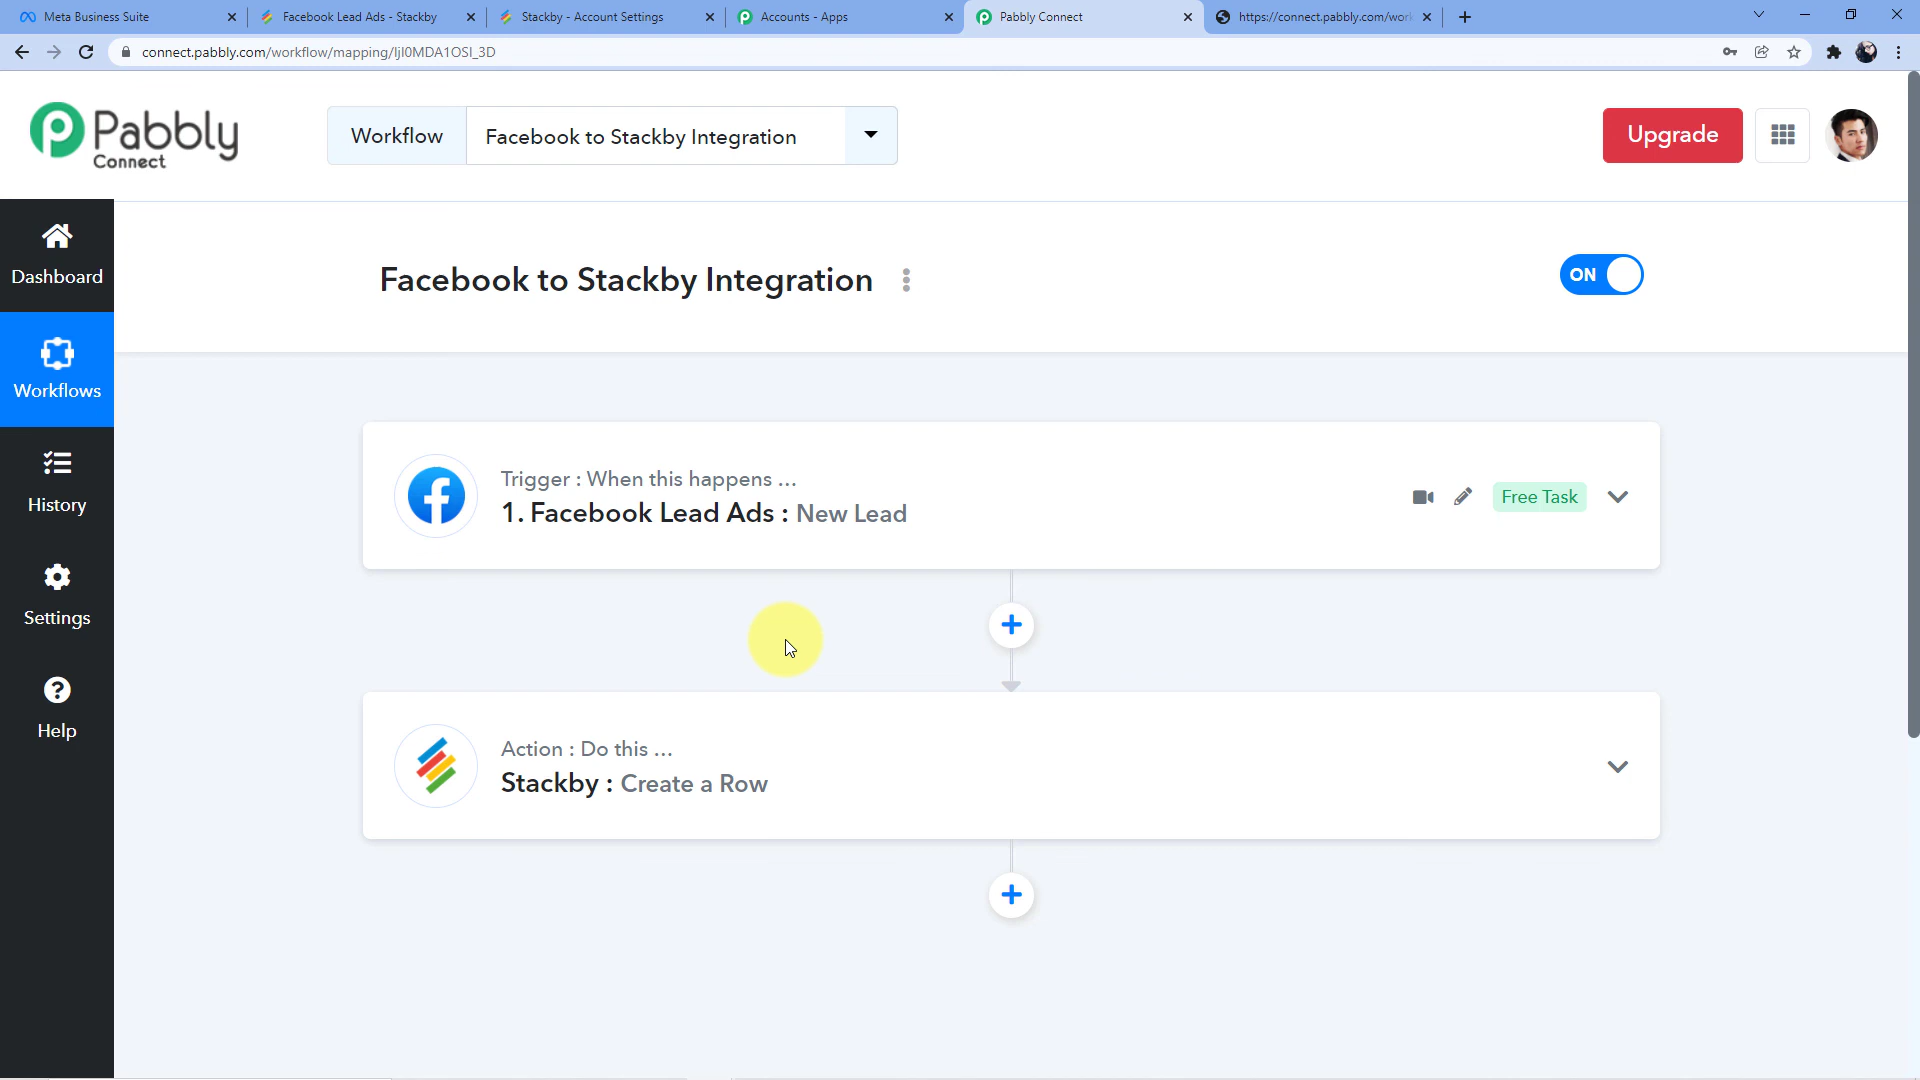 Meta Business Suite
Facebook Lead Ads - Stackby
Stackby - Account Settings
Accounts - Apps
Pabbly Connect
https://connect.pabbly.com/work
connect.pabbly.com/workflow/mapping/IjI0MDA1OSI_3D
Pabbly
Connect
Workflow
Facebook to Stackby Integration
Upgrade
Dashboard
Workflows
History
Settings
Help
Facebook to Stackby Integration
ON
Trigger : When this happens ...
1. Facebook Lead Ads : New Lead
Free Task
Action : Do this ...
Stackby : Create a Row